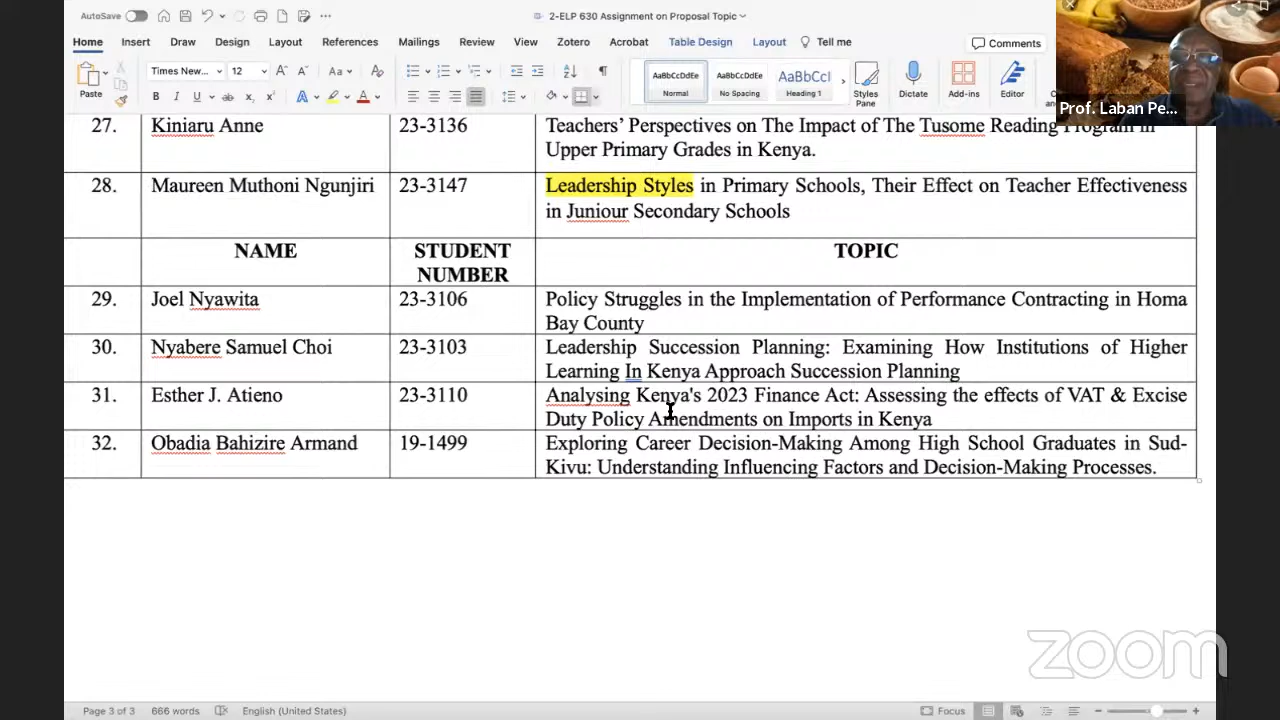 AutoSave
2-ELP 630 Assignment on Proposal Topic
Home Insert Draw Design Layout References Mailings Review View Zotero Acrobat Table Design Layout Tell me
Comments
Paste
Times New... 12
Aa
B I U ab x x A A
AaBbCcDdEe AaBbCcDdEe AaBbCcI
Normal No Spacing Heading 1
Styles
Pane
Dictate
Add-ins
Editor
Prof. Laban Pe...
27. Kiniaru Anne 23-3136 Teachers’ Perspectives on The Impact of The Tusome Reading Program in
Upper Primary Grades in Kenya.
28. Maureen Muthoni Ngunjiri 23-3147 Leadership Styles in Primary Schools, Their Effect on Teacher Effectiveness
in Juniour Secondary Schools
NAME STUDENT TOPIC
NUMBER
29. Joel Nyawita 23-3106 Policy Struggles in the Implementation of Performance Contracting in Homa
Bay County
30. Nyabere Samuel Choi 23-3103 Leadership Succession Planning: Examining How Institutions of Higher
Learning In Kenya Approach Succession Planning
31. Esther J. Atieno 23-3110 Analysing Kenya's 2023 Finance Act: Assessing the effects of VAT & Excise
Duty Policy Amendments on Imports in Kenya
32. Obadia Bahizire Armand 19-1499 Exploring Career Decision-Making Among High School Graduates in Sud-
Kivu: Understanding Influencing Factors and Decision-Making Processes.
zoom
Page 3 of 3 666 words English (United States) Focus